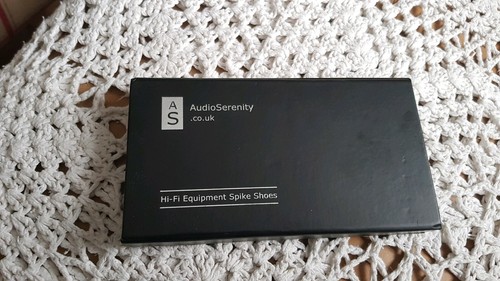 A
S
AudioSerenity
.co.uk
Hi-Fi Equipment Spike Shoes